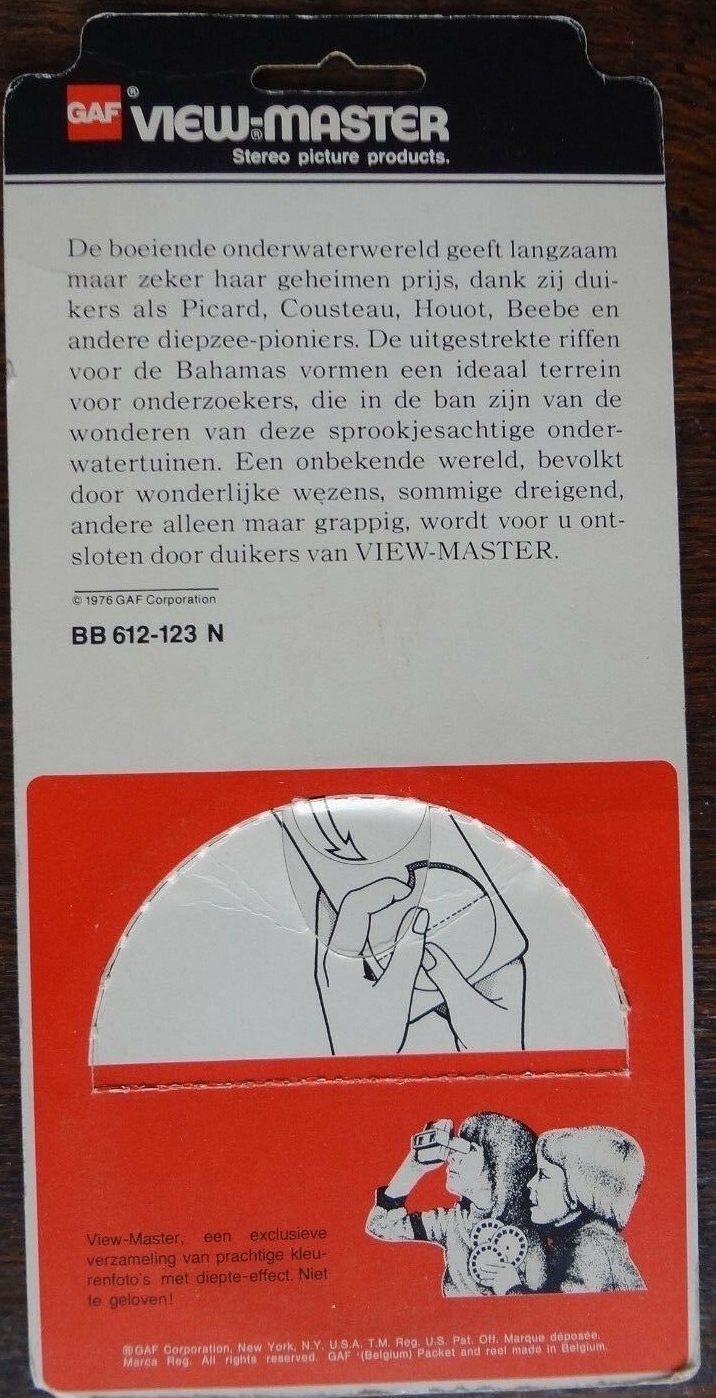 GAF® VIEW-MASTER®
Stereo picture products.
De boeiende onderwaterwereld geeft langzaam
maar zeker haar geheimen prijs, dank zij dui-
kers als Picard, Cousteau, Houot, Beebe en
andere diepzee-pioniers. De uitgestrekte riffen
voor de Bahamas vormen een ideaal terrein
voor onderzoekers, die in de ban zijn van de
wonderen van deze sprookjesachtige onder-
watertuinen. Een onbekende wereld, bevolkt
door wonderlijke wezens, sommige dreigend,
andere alleen maar grappig, wordt voor u ont-
sloten door duikers van VIEW-MASTER.
© 1976 GAF Corporation
BB 612-123 N
View-Master, een exclusieve
verzameling van prachtige kleu-
renfoto's met diepte-effect. Niet
te geloven!
®GAF Corporation, New York, N.Y. U.S.A. T.M. Reg. U.S. Pat. Off. Marque déposée.
Marca Reg. All rights reserved. GAF (Belgium) Packet and reel made in Belgium.